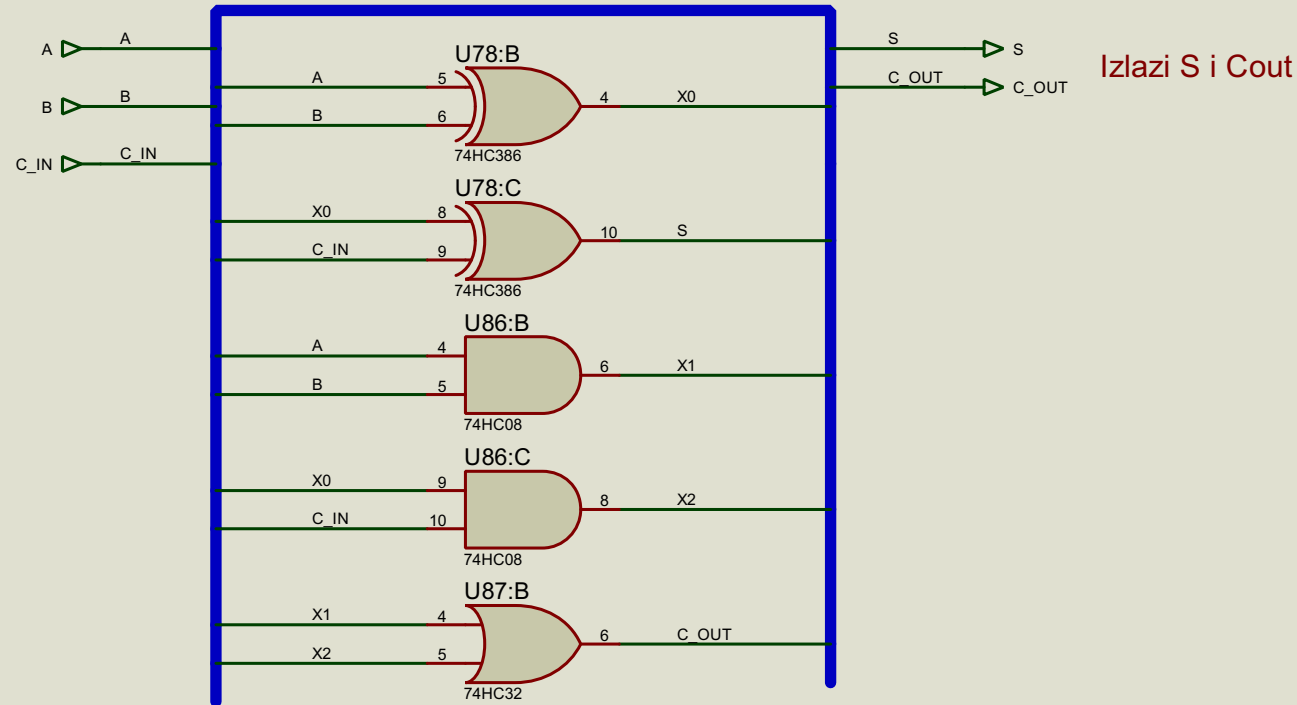 A A
B B
C_IN C_IN
U78:B
A 5
B 6
4 X0
74HC386
U78:C
X0 8
C_IN 9
10 S
74HC386
U86:B
A 4
B 5
6 X1
74HC08
U86:C
X0 9
C_IN 10
8 X2
74HC08
U87:B
X1 4
X2 5
6 C_OUT
74HC32
S S
C_OUT C_OUT
Izlazi S i Cout